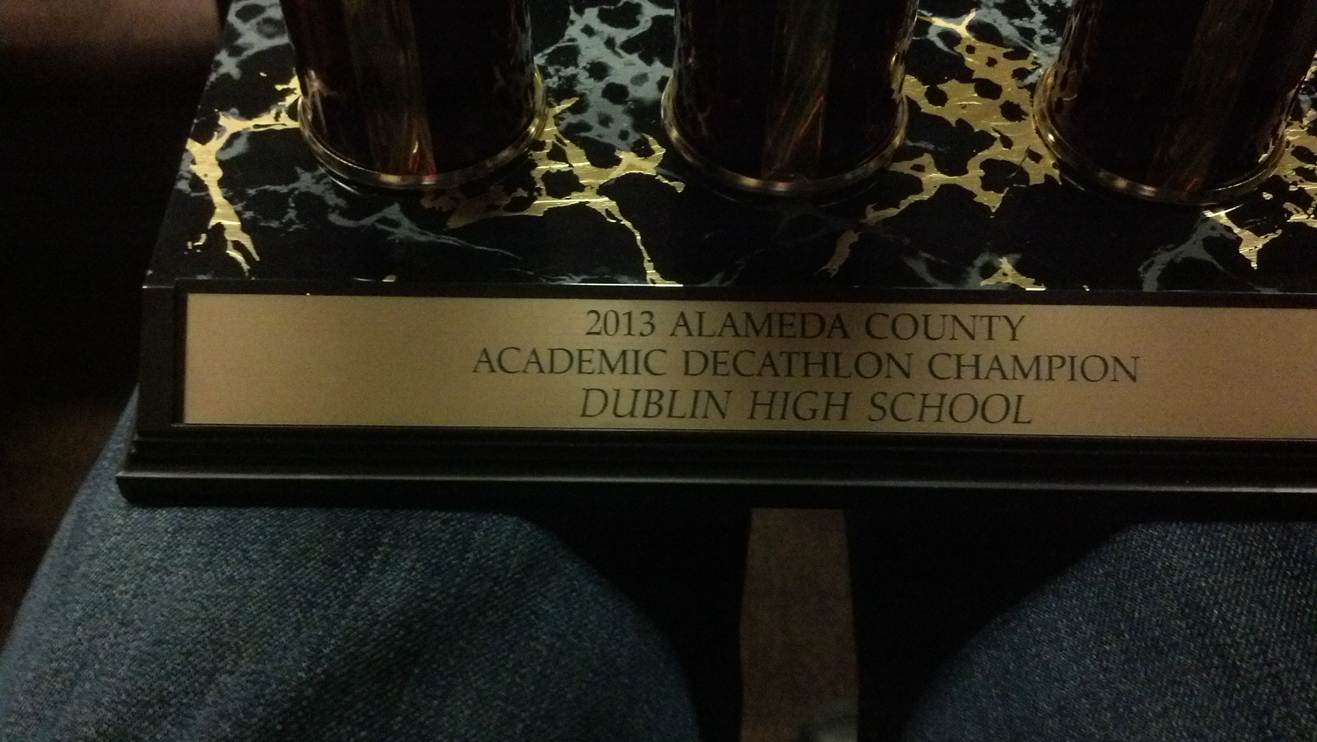 2013 ALAMEDA COUNTY
ACADEMIC DECATHLON CHAMPION
DUBLIN HIGH SCHOOL